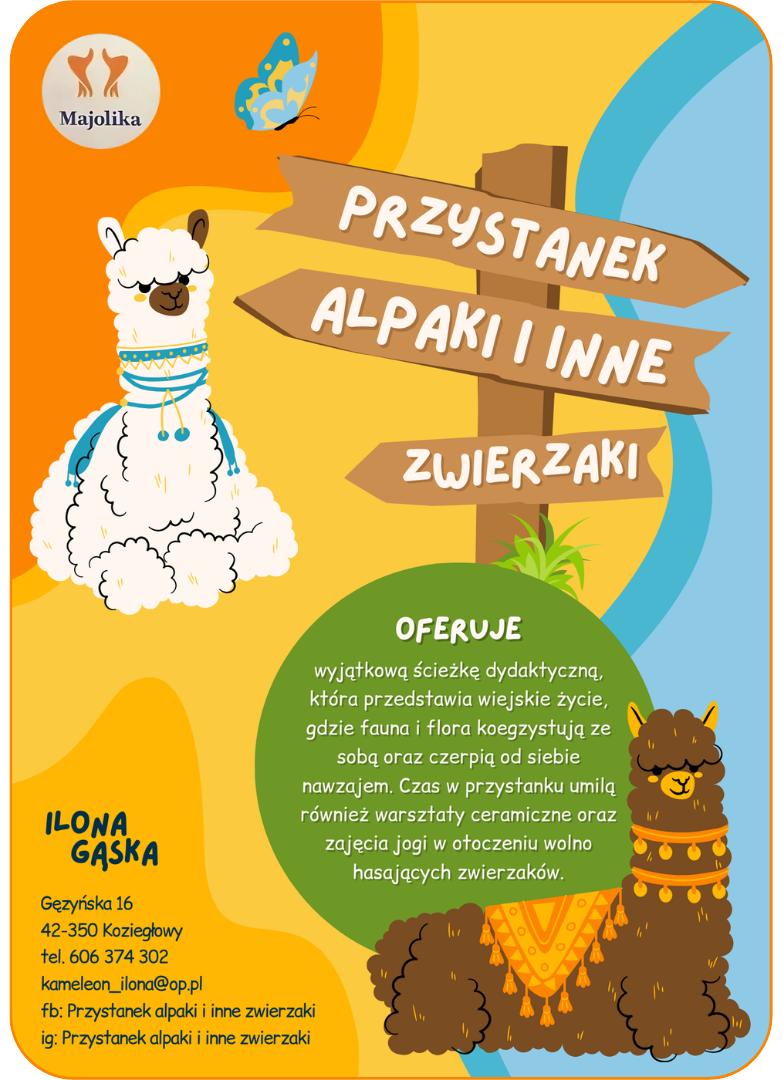 Majolika
PRZYSTANEK
ALPAKI I INNE
ZWIERZAKI
OFERUJE
wyjątkową ścieżkę dydaktyczną,
która przedstawia wiejskie życie,
gdzie fauna i flora koegzystują ze
sobą oraz czerpią od siebie
nawzajem. Czas w przystanku umilą
również warsztaty ceramiczne oraz
zajęcia jogi w otoczeniu wolno
hasających zwierzaków.
ILONA
GĄSKA
Gęzyńska 16
42-350 Koziegłowy
tel. 606 374 302
kameleon_ilona@op.pl
fb: Przystanek alpaki i inne zwierzaki
ig: Przystanek alpaki i inne zwierzaki